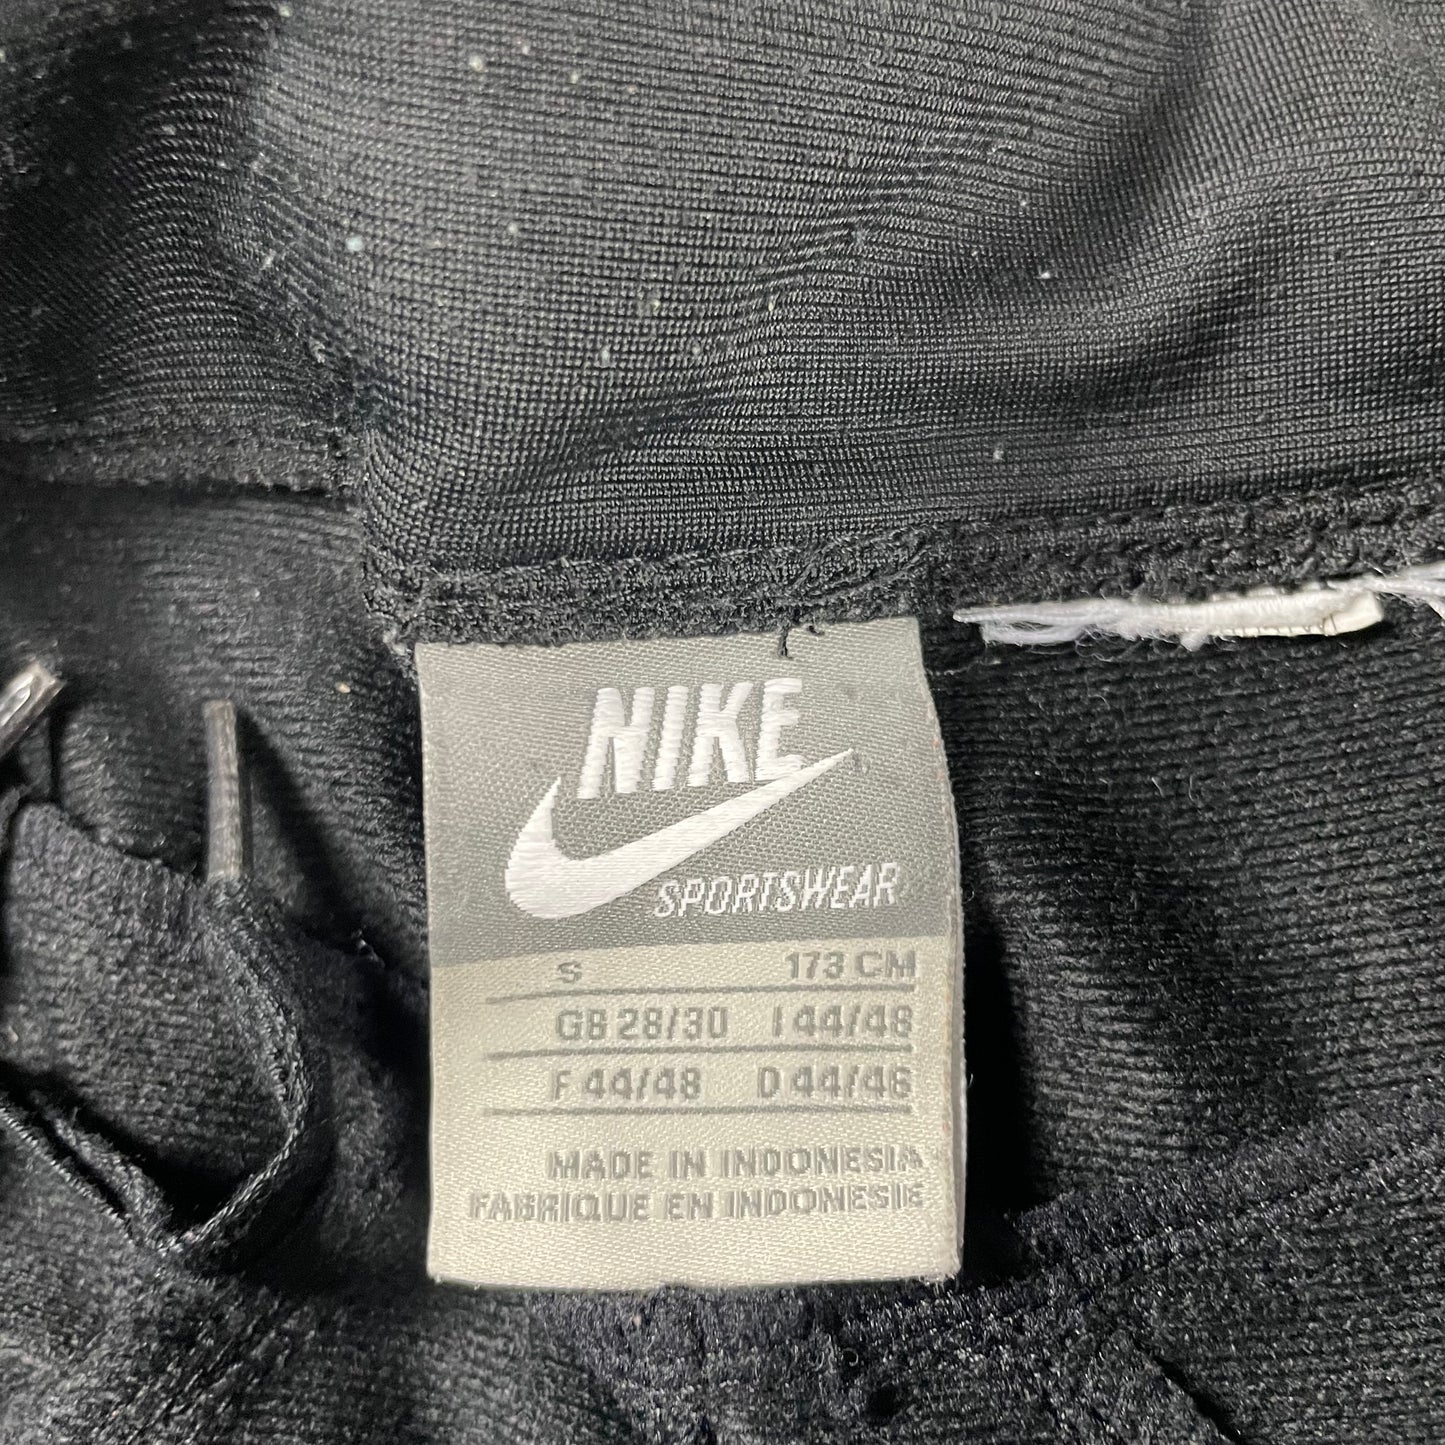 NIKE
SPORTSWEAR
S 173 CM
GB 28/30 I 44/48
F 44/48 D 44/46
MADE IN INDONESIA
FABRIQUE EN INDONESIE